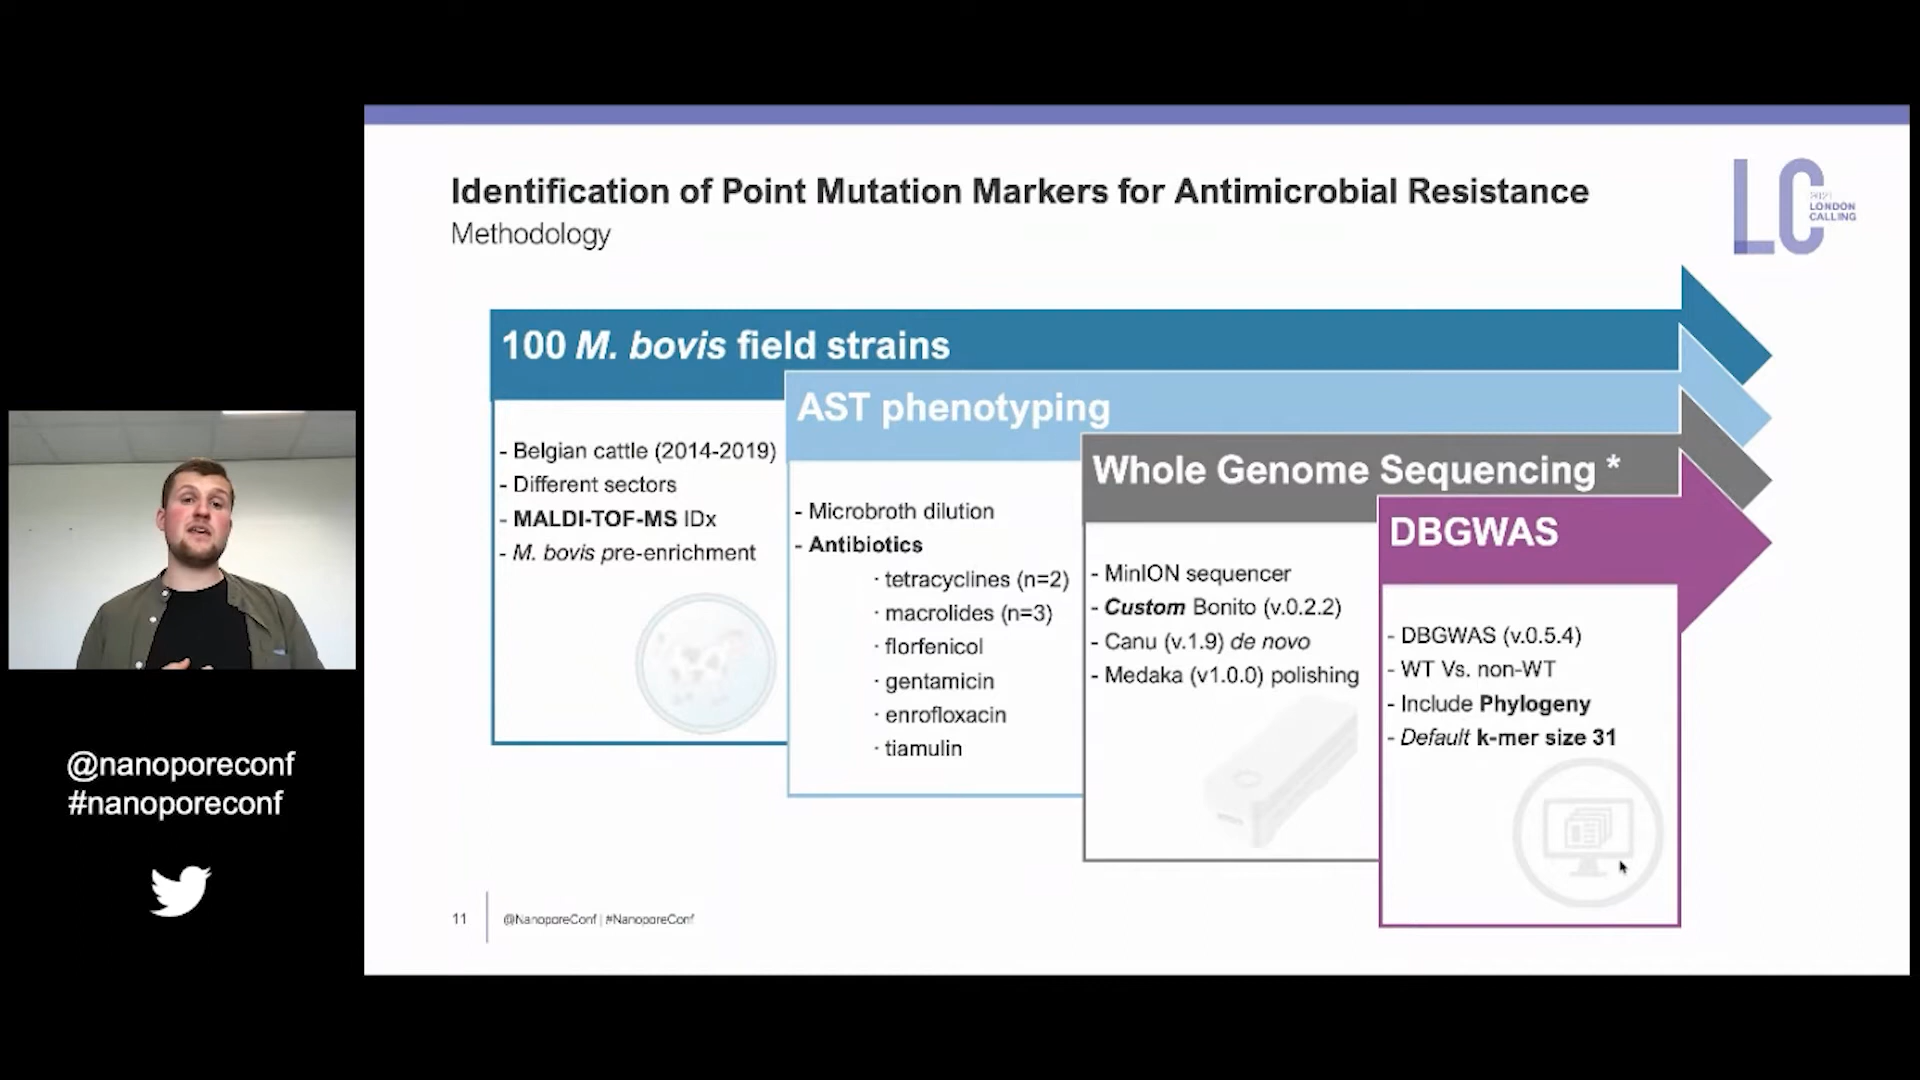 Identification of Point Mutation Markers for Antimicrobial Resistance
Methodology
LC
2021
LONDON
CALLING
100 M. bovis field strains
- Belgian cattle (2014-2019)
- Different sectors
- MALDI-TOF-MS IDx
- M. bovis pre-enrichment
AST phenotyping
- Microbroth dilution
- Antibiotics
· tetracyclines (n=2)
· macrolides (n=3)
· florfenicol
· gentamicin
· enrofloxacin
· tiamulin
Whole Genome Sequencing *
- MinION sequencer
- Custom Bonito (v.0.2.2)
- Canu (v.1.9) de novo
- Medaka (v1.0.0) polishing
DBGWAS
- DBGWAS (v.0.5.4)
- WT Vs. non-WT
- Include Phylogeny
- Default k-mer size 31
@nanoporeconf
#nanoporeconf
11
@NanoporeConf | #NanoporeConf